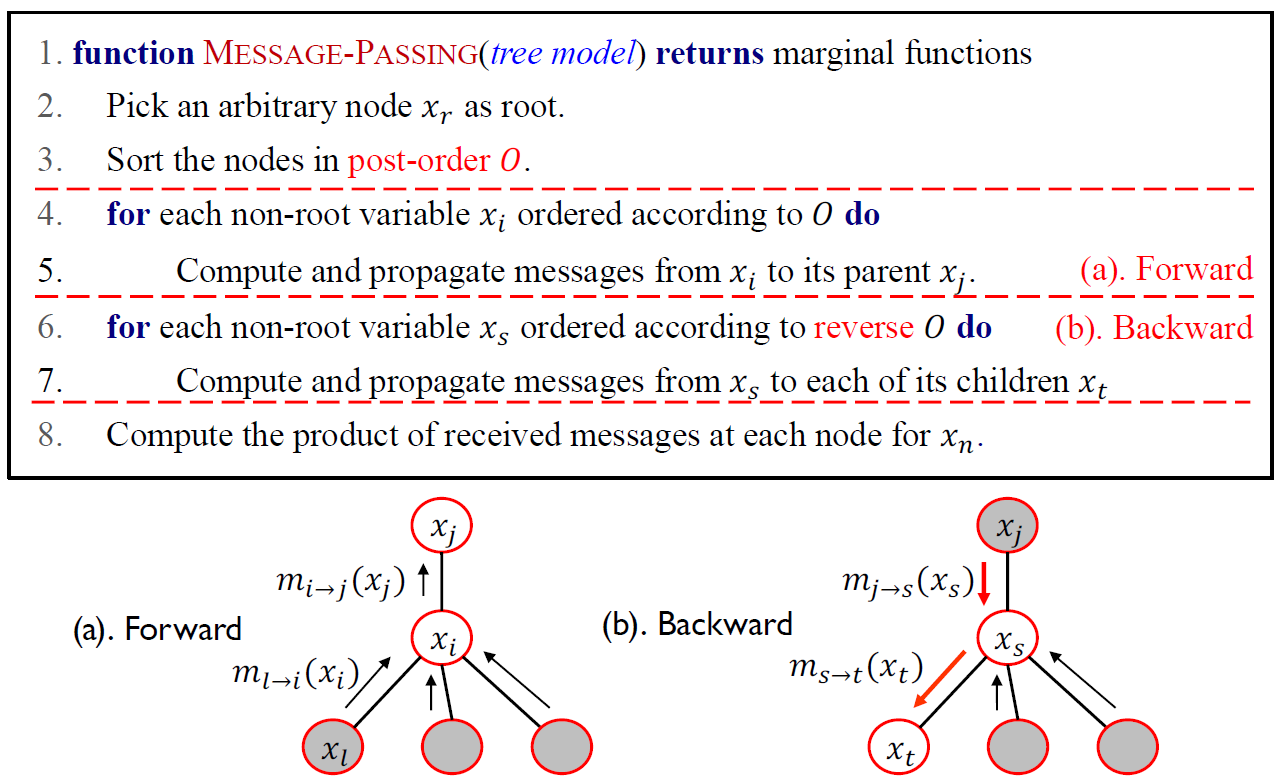 1. function MESSAGE-PASSING(tree model) returns marginal functions
2. Pick an arbitrary node x_r as root.
3. Sort the nodes in post-order O.
4. for each non-root variable x_i ordered according to O do
5. Compute and propagate messages from x_i to its parent x_j. (a). Forward
6. for each non-root variable x_s ordered according to reverse O do (b). Backward
7. Compute and propagate messages from x_s to each of its children x_t
8. Compute the product of received messages at each node for x_n.
x_j
m_{i→j}(x_j)
(a). Forward
x_i
m_{l→i}(x_i)
x_l
x_j
m_{j→s}(x_s)
(b). Backward
x_s
m_{s→t}(x_t)
x_t